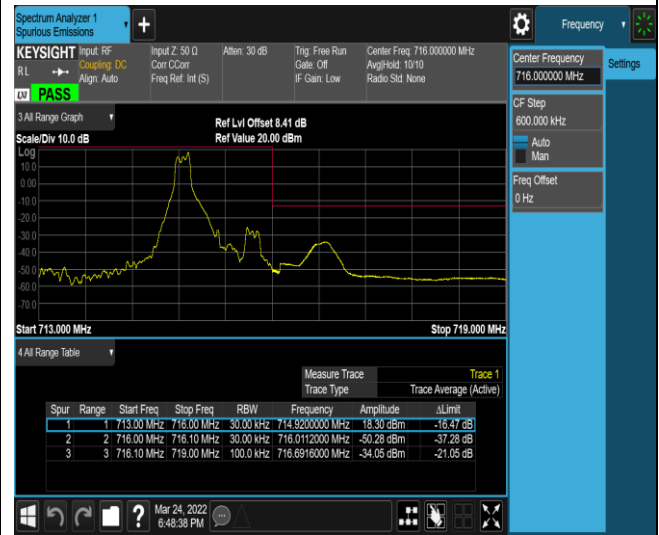 Spectrum Analyzer 1
Spurious Emissions
+
Frequency
KEYSIGHT
RL
Input: RF
Coupling: DC
Align: Auto
Input Z: 50 Ω
Corr CCorr
Freq Ref: Int (S)
Atten: 30 dB
Trig: Free Run
Gate: Off
IF Gain: Low
Center Freq: 716.000000 MHz
Avg|Hold: 10/10
Radio Std: None
LXI PASS
Center Frequency
716.000000 MHz
Settings
CF Step
600.000 kHz
Auto
Man
Freq Offset
0 Hz
3 All Range Graph
Scale/Div 10.0 dB
Ref Lvl Offset 8.41 dB
Ref Value 20.00 dBm
Log
10.0
0.00
-10.0
-20.0
-30.0
-40.0
-50.0
-60.0
-70.0
Start 713.000 MHz Stop 719.000 MHz
4 All Range Table
Measure Trace Trace 1
Trace Type Trace Average (Active)
Spur Range Start Freq Stop Freq RBW Frequency Amplitude ΔLimit
1 1 713.00 MHz 716.00 MHz 30.00 kHz 714.9200000 MHz 18.30 dBm -16.47 dB
2 2 716.00 MHz 716.10 MHz 30.00 kHz 716.0112000 MHz -50.28 dBm -37.28 dB
3 3 716.10 MHz 719.00 MHz 100.0 kHz 716.6916000 MHz -34.05 dBm -21.05 dB
?
Mar 24, 2022
6:48:38 PM